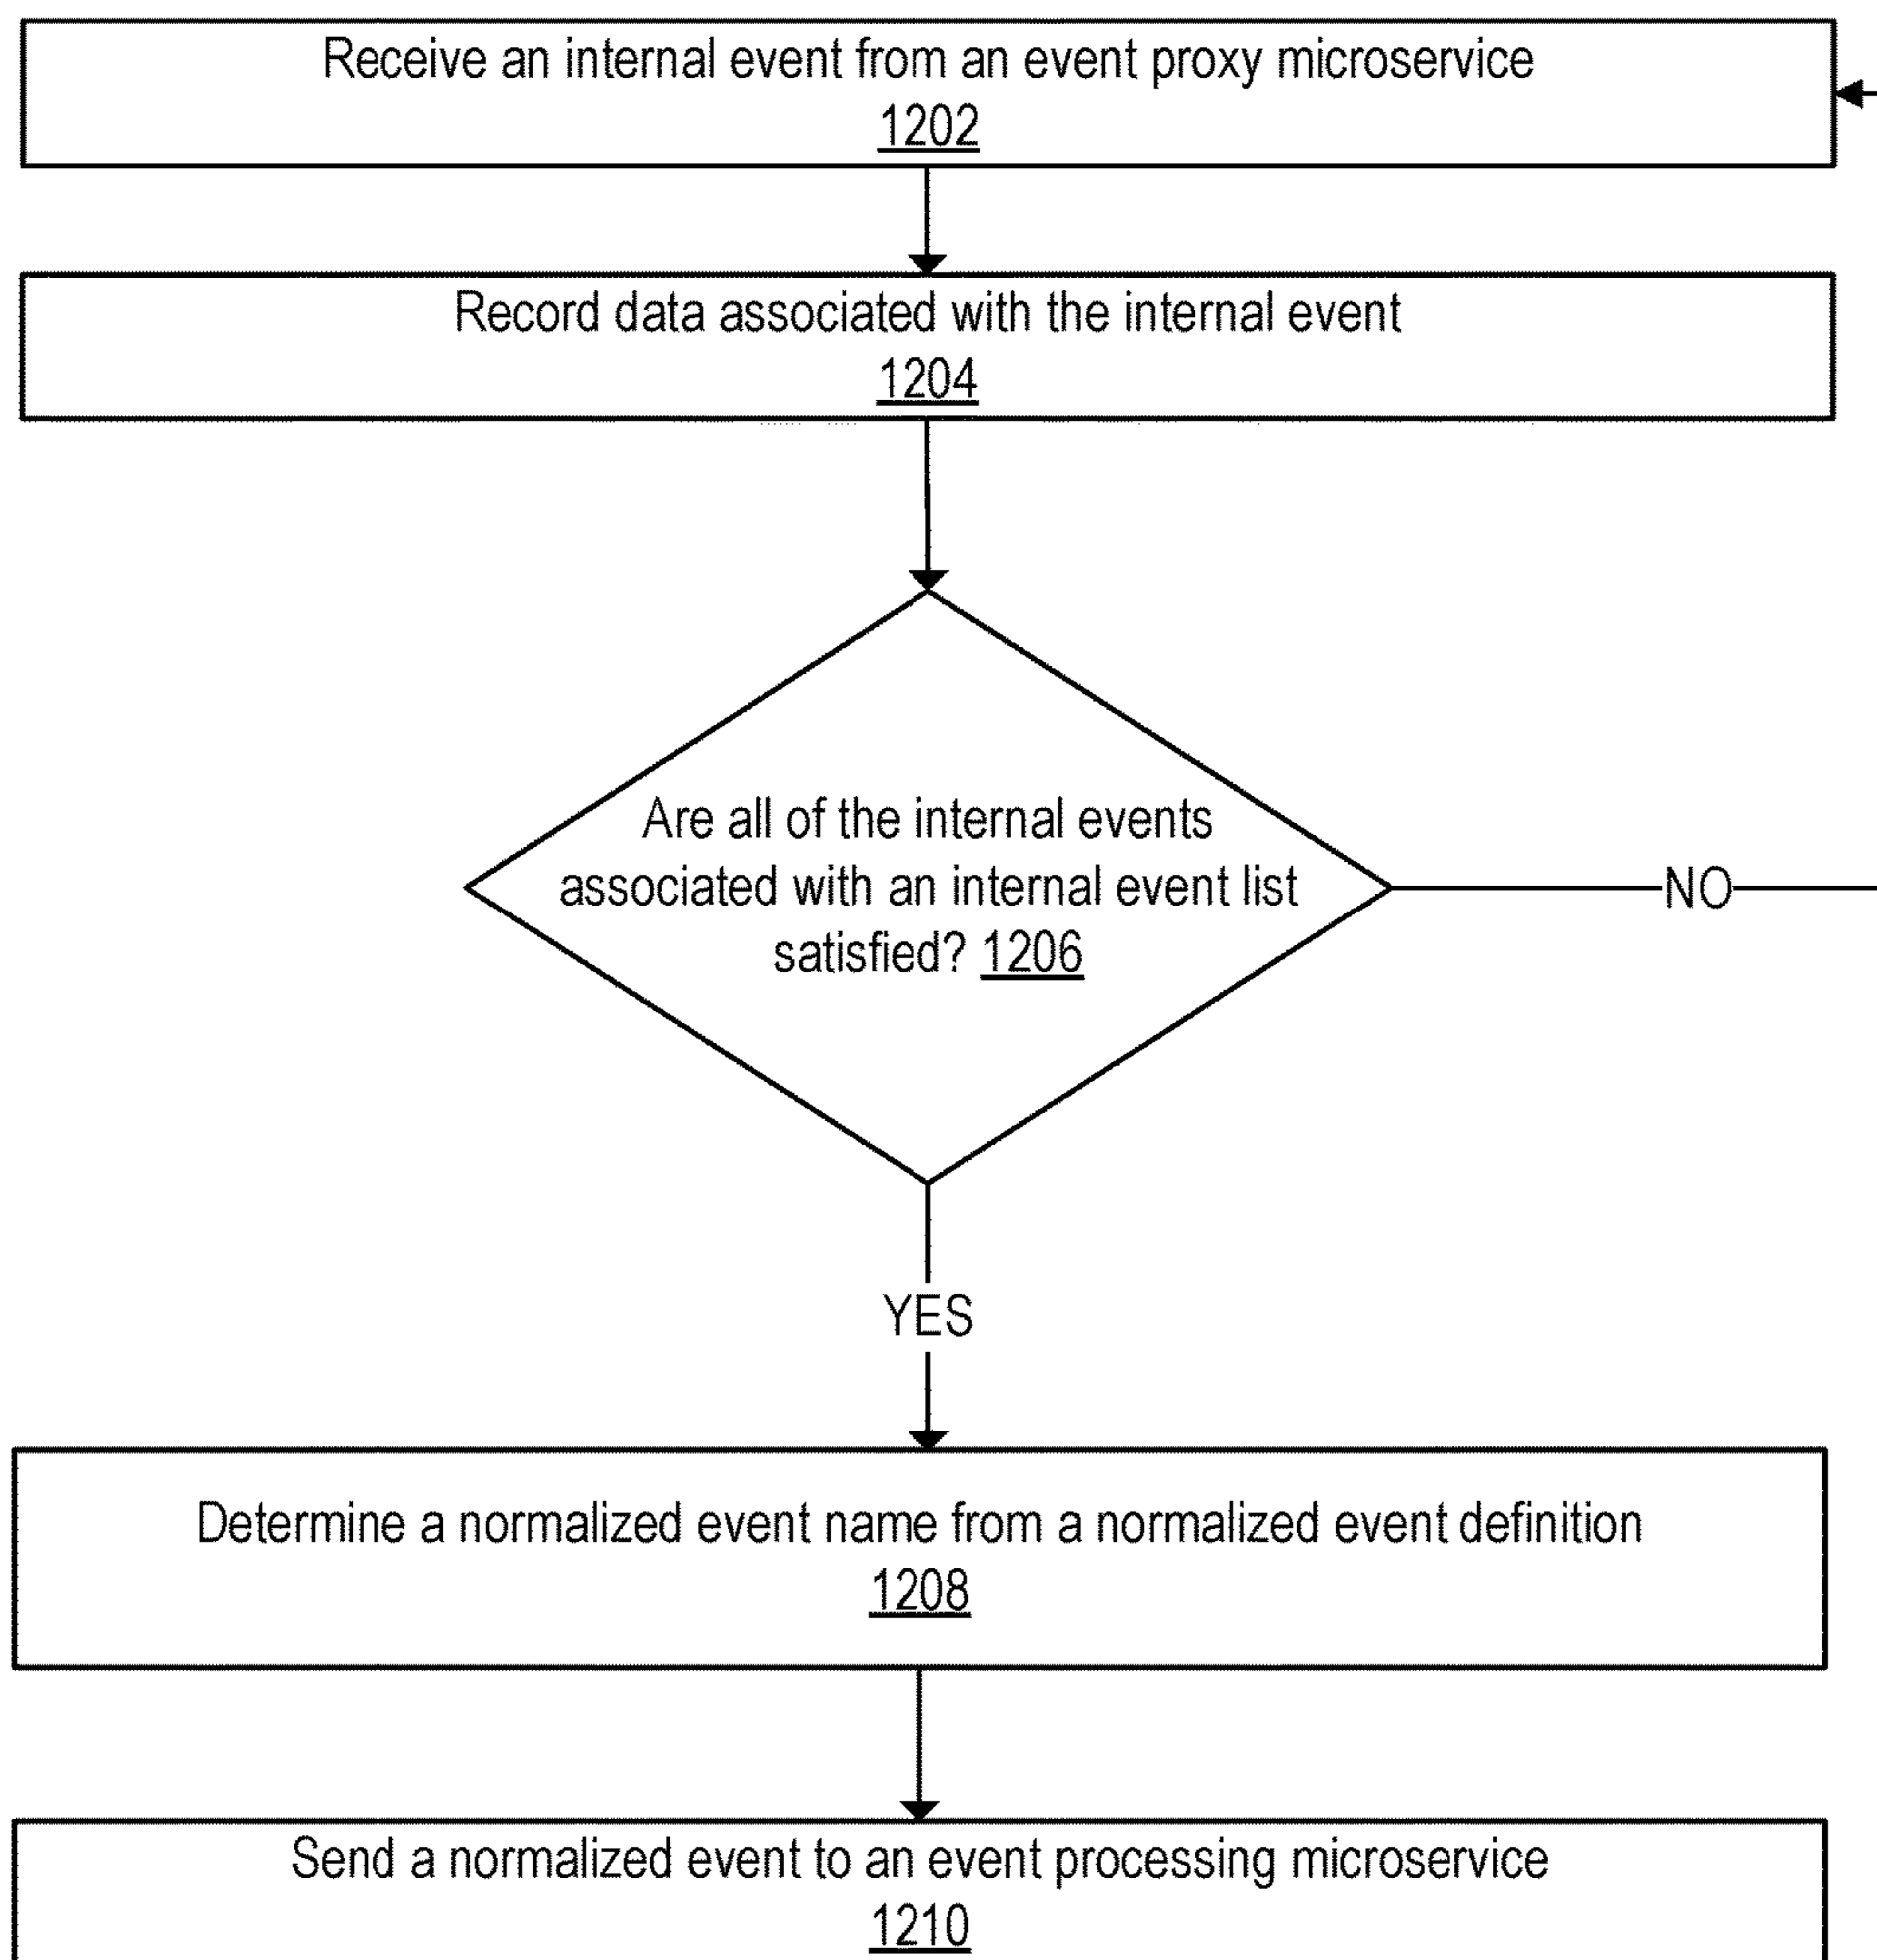 Receive an internal event from an event proxy microservice
1202
Record data associated with the internal event
1204
Are all of the internal events
associated with an internal event list
satisfied? 1206
NO
YES
Determine a normalized event name from a normalized event definition
1208
Send a normalized event to an event processing microservice
1210